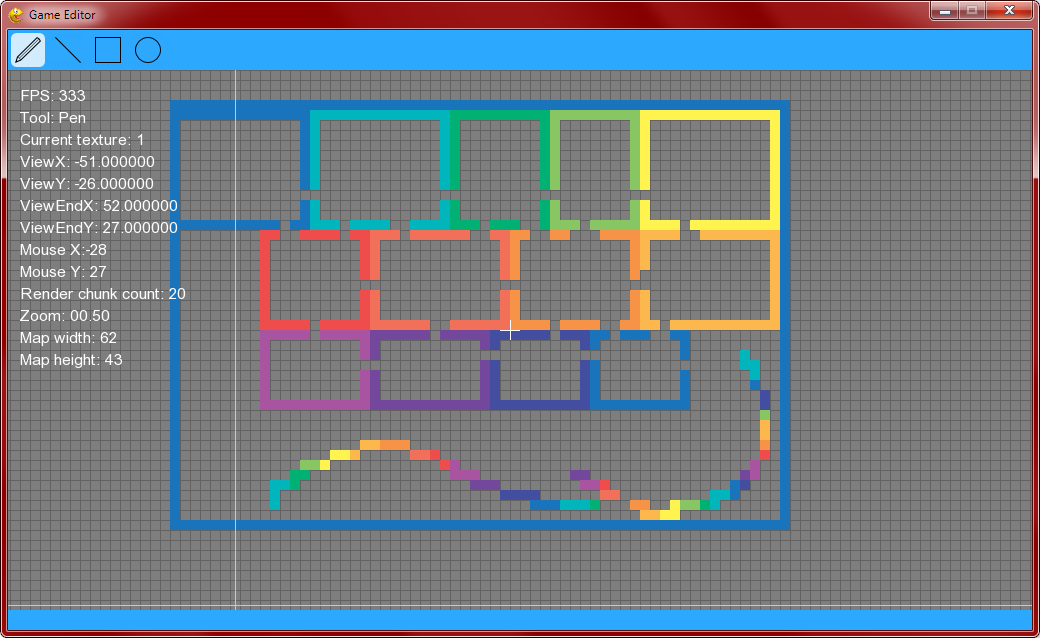 Game Editor
FPS: 333
Tool: Pen
Current texture: 1
ViewX: -51.000000
ViewY: -26.000000
ViewEndX: 52.000000
ViewEndY: 27.000000
Mouse X:-28
Mouse Y: 27
Render chunk count: 20
Zoom: 00.50
Map width: 62
Map height: 43